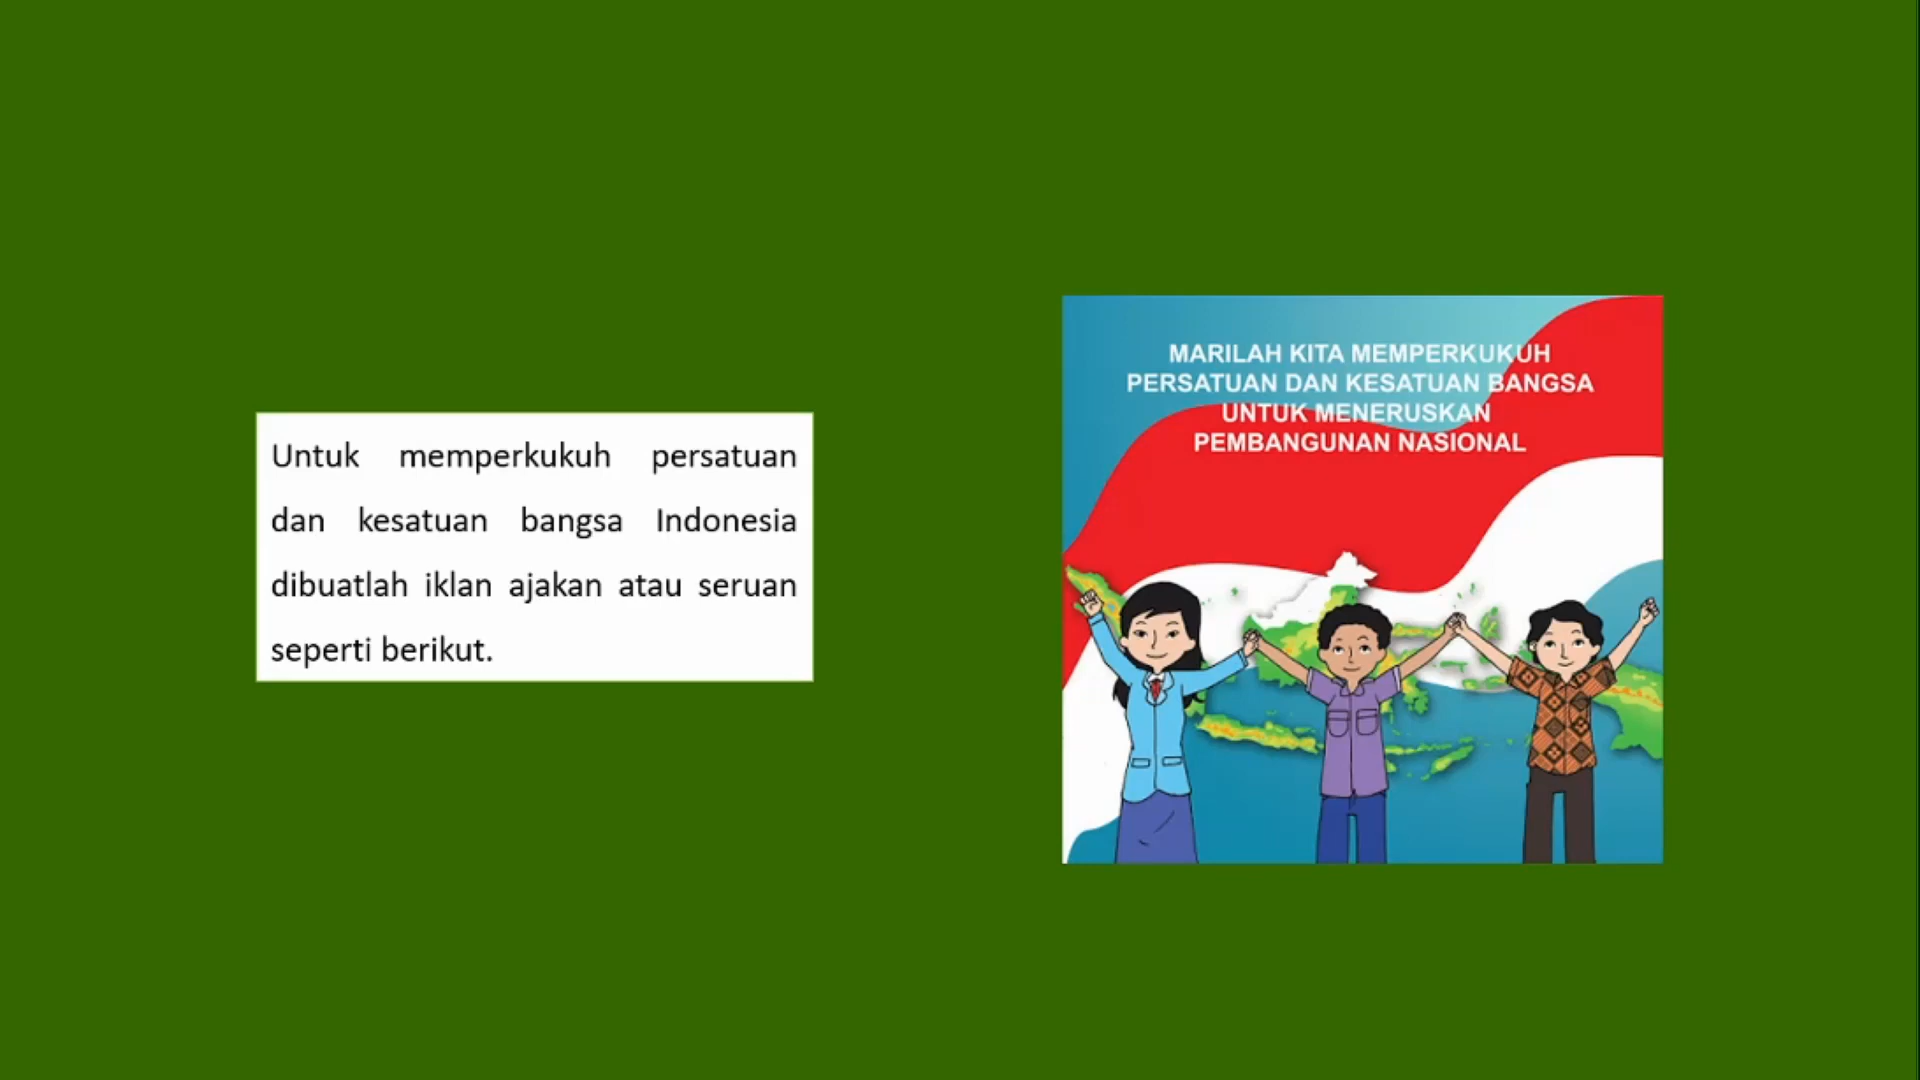 Untuk memperkukuh persatuan
dan kesatuan bangsa Indonesia
dibuatlah iklan ajakan atau seruan
seperti berikut.
MARILAH KITA MEMPERKUKUH
PERSATUAN DAN KESATUAN BANGSA
UNTUK MENERUSKAN
PEMBANGUNAN NASIONAL